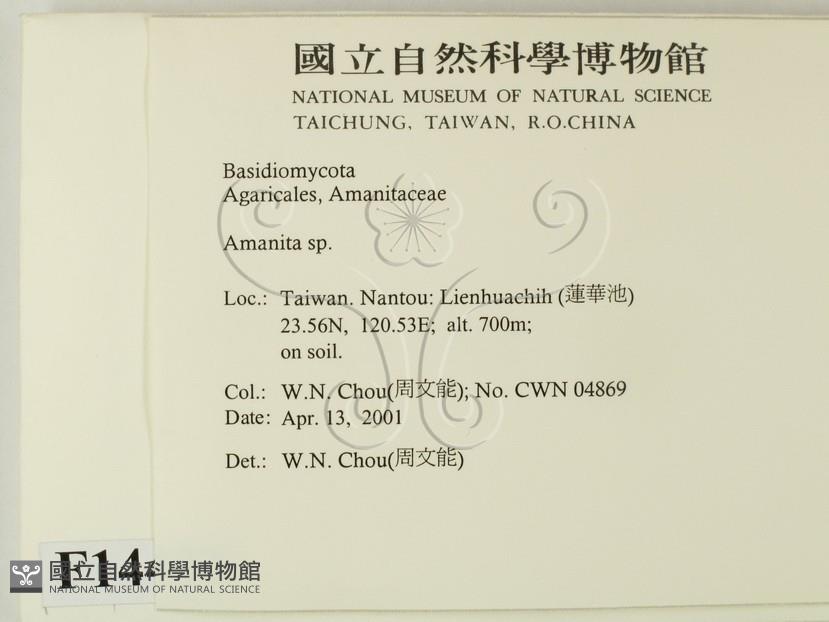 國立自然科學博物館
NATIONAL MUSEUM OF NATURAL SCIENCE
TAICHUNG, TAIWAN, R.O.CHINA
Basidiomycota
Agaricales, Amanitaceae
Amanita sp.
Loc.: Taiwan. Nantou: Lienhuachih (蓮華池)
23.56N, 120.53E; alt. 700m;
on soil.
Col.: W.N. Chou(周文能); No. CWN 04869
Date: Apr. 13, 2001
Det.: W.N. Chou(周文能)
F14
國立自然科學博物館
NATIONAL MUSEUM OF NATURAL SCIENCE